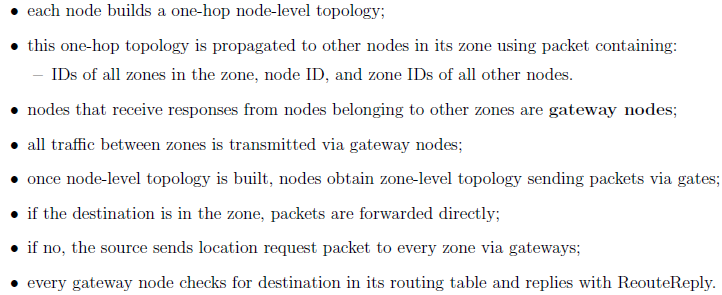 • each node builds a one-hop node-level topology;
• this one-hop topology is propagated to other nodes in its zone using packet containing:
– IDs of all zones in the zone, node ID, and zone IDs of all other nodes.
• nodes that receive responses from nodes belonging to other zones are gateway nodes;
• all traffic between zones is transmitted via gateway nodes;
• once node-level topology is built, nodes obtain zone-level topology sending packets via gates;
• if the destination is in the zone, packets are forwarded directly;
• if no, the source sends location request packet to every zone via gateways;
• every gateway node checks for destination in its routing table and replies with ReouteReply.